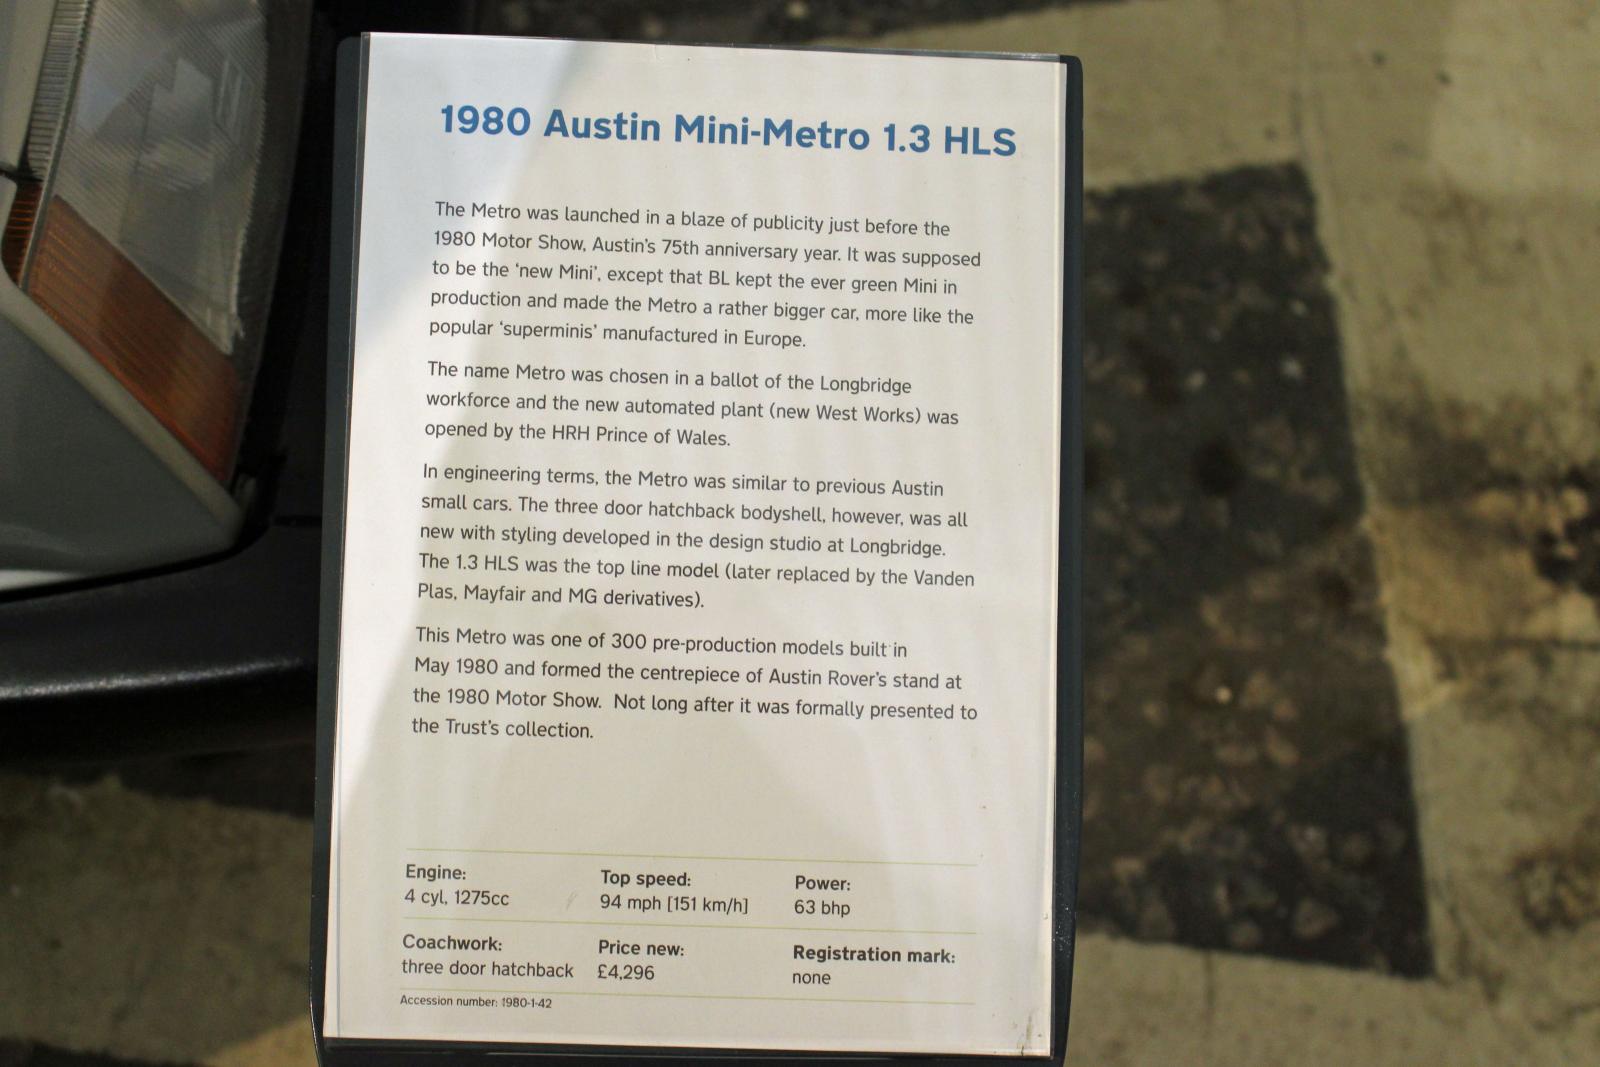 1980 Austin Mini-Metro 1.3 HLS
The Metro was launched in a blaze of publicity just before the
1980 Motor Show, Austin's 75th anniversary year. It was supposed
to be the 'new Mini', except that BL kept the ever green Mini in
production and made the Metro a rather bigger car, more like the
popular 'superminis' manufactured in Europe.
The name Metro was chosen in a ballot of the Longbridge
workforce and the new automated plant (new West Works) was
opened by the HRH Prince of Wales.
In engineering terms, the Metro was similar to previous Austin
small cars. The three door hatchback bodyshell, however, was all
new with styling developed in the design studio at Longbridge.
The 1.3 HLS was the top line model (later replaced by the Vanden
Plas, Mayfair and MG derivatives).
This Metro was one of 300 pre-production models built in
May 1980 and formed the centrepiece of Austin Rover's stand at
the 1980 Motor Show. Not long after it was formally presented to
the Trust's collection.
Engine: Top speed: Power:
4 cyl, 1275cc 94 mph [151 km/h] 63 bhp
Coachwork: Price new: Registration mark:
three door hatchback £4,296 none
Accession number: 1980-1-42